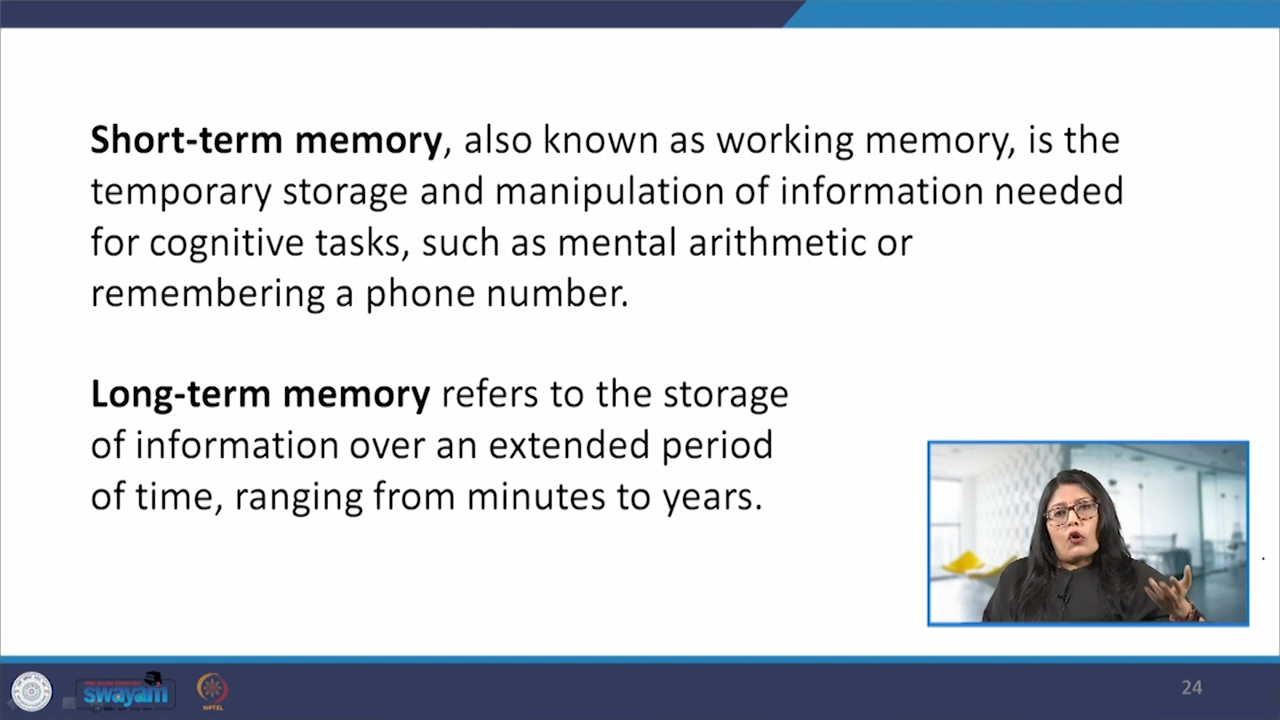 Short-term memory, also known as working memory, is the
temporary storage and manipulation of information needed
for cognitive tasks, such as mental arithmetic or
remembering a phone number.
Long-term memory refers to the storage
of information over an extended period
of time, ranging from minutes to years.
swayam
NPTEL
24